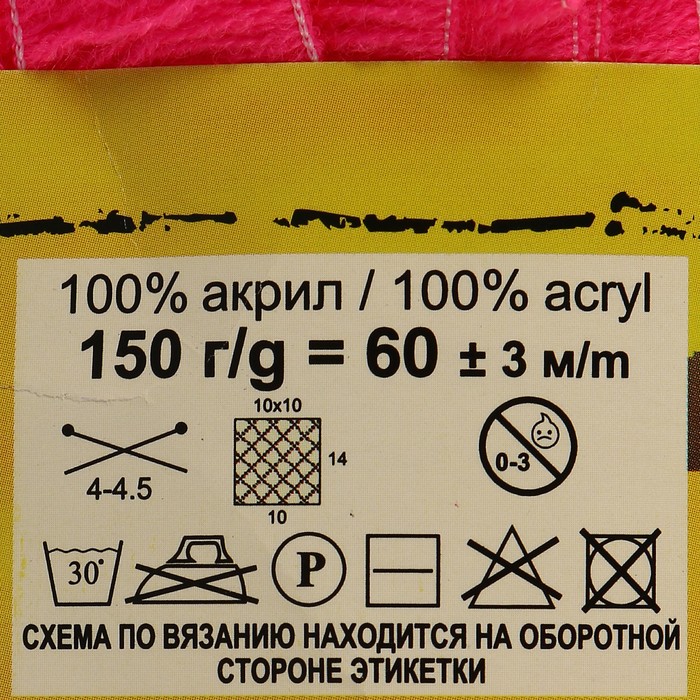 100% акрил / 100% acryl
150 г/g = 60 ± 3 м/m
10x10
14
0-3
4-4.5
10
30°
P
СХЕМА ПО ВЯЗАНИЮ НАХОДИТСЯ НА ОБОРОТНОЙ
СТОРОНЕ ЭТИКЕТКИ